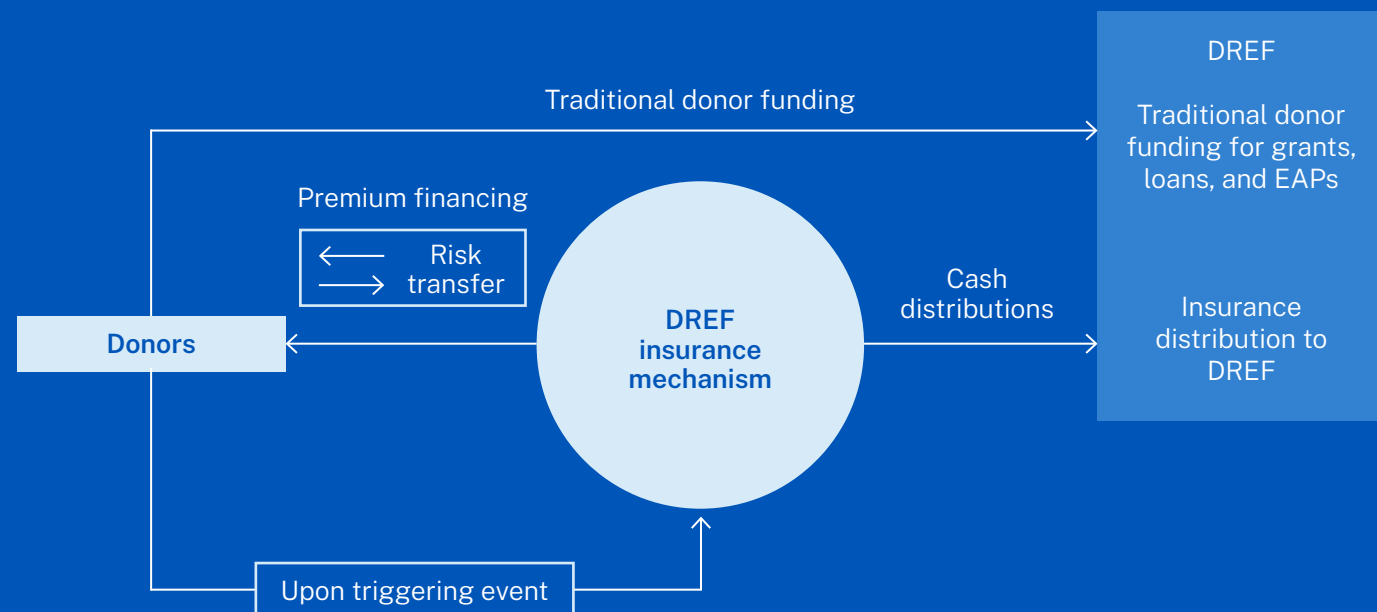 DREF
Traditional donor funding
Traditional donor
funding for grants,
loans, and EAPs
Premium financing
Risk
transfer
Cash
distributions
Donors
DREF
insurance
mechanism
Insurance
distribution to
DREF
Upon triggering event